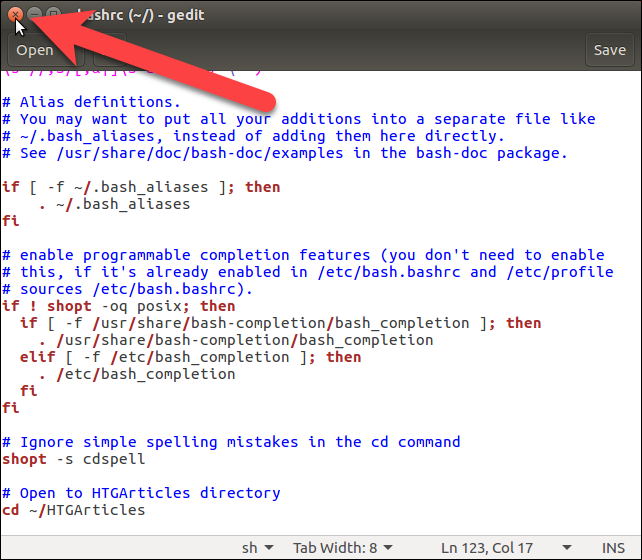 ashrc (~/) - gedit
Open
Save
# Alias definitions.
# You may want to put all your additions into a separate file like
# ~/.bash_aliases, instead of adding them here directly.
# See /usr/share/doc/bash-doc/examples in the bash-doc package.
if [ -f ~/.bash_aliases ]; then
    . ~/.bash_aliases
fi
# enable programmable completion features (you don't need to enable
# this, if it's already enabled in /etc/bash.bashrc and /etc/profile
# sources /etc/bash.bashrc).
if ! shopt -oq posix; then
  if [ -f /usr/share/bash-completion/bash_completion ]; then
    . /usr/share/bash-completion/bash_completion
  elif [ -f /etc/bash_completion ]; then
    . /etc/bash_completion
  fi
fi
# Ignore simple spelling mistakes in the cd command
shopt -s cdspell
# Open to HTGArticles directory
cd ~/HTGArticles
sh Tab Width: 8 Ln 123, Col 17 INS